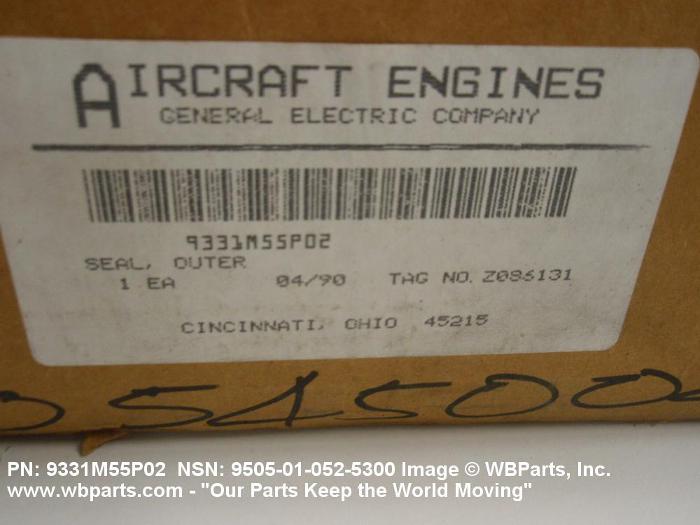 AIRCRAFT ENGINES
GENERAL ELECTRIC COMPANY
9331M55P02
SEAL, OUTER
1 EA 04/90 TAG NO. Z086131
CINCINNATI, OHIO 45215
PN: 9331M55P02 NSN: 9505-01-052-5300 Image © WBParts, Inc.
www.wbparts.com - "Our Parts Keep the World Moving"